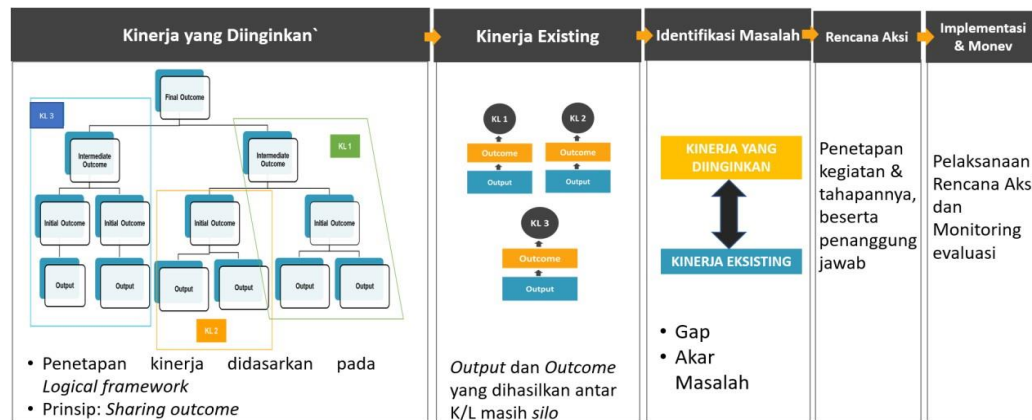 Kinerja yang Diinginkan`
Kinerja Existing
Identifikasi Masalah
Rencana Aksi
Implementasi
& Monev
Final Outcome
KL 3
KL 1
Intermediate
Outcome
Intermediate
Outcome
Initial Outcome
Initial Outcome
Initial Outcome
Initial Outcome
Output
Output
Output
Output
Output
Output
KL 2
• Penetapan kinerja didasarkan pada
Logical framework
• Prinsip: Sharing outcome
KL 1
KL 2
Outcome
Outcome
Output
Output
KL 3
Outcome
Output
Output dan Outcome
yang dihasilkan antar
K/L masih silo
KINERJA YANG
DIINGINKAN
KINERJA EKSISTING
• Gap
• Akar
Masalah
Penetapan
kegiatan &
tahapannya,
beserta
penanggung
jawab
Pelaksanaan
Rencana Aks
dan
Monitoring
evaluasi